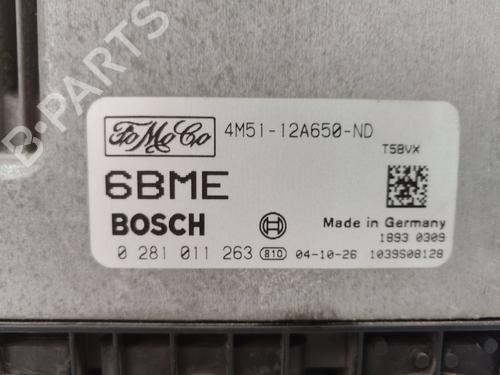 B-PARTS
FoMoCo 4M51-12A650-ND
T5BVX
6BME
BOSCH
Made in Germany
1893 0309
0 281 011 263 810 04-10-26 1039S08128